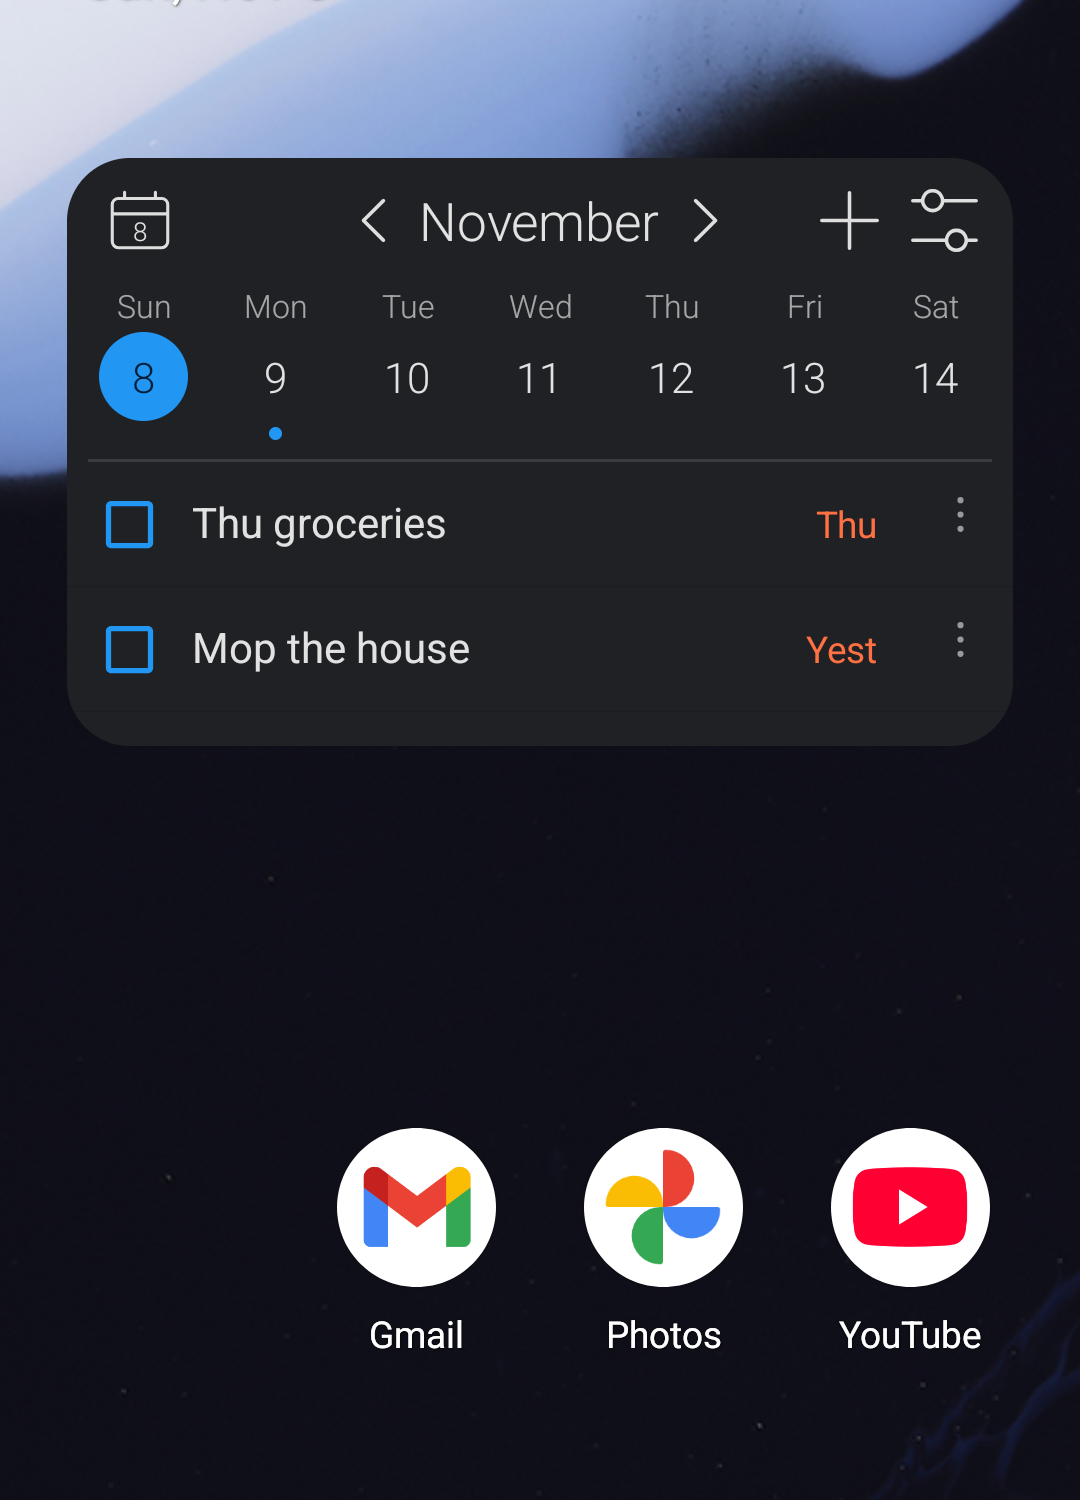 8
November
Sun Mon Tue Wed Thu Fri Sat
8 9 10 11 12 13 14
Thu groceries Thu
Mop the house Yest
Gmail Photos YouTube